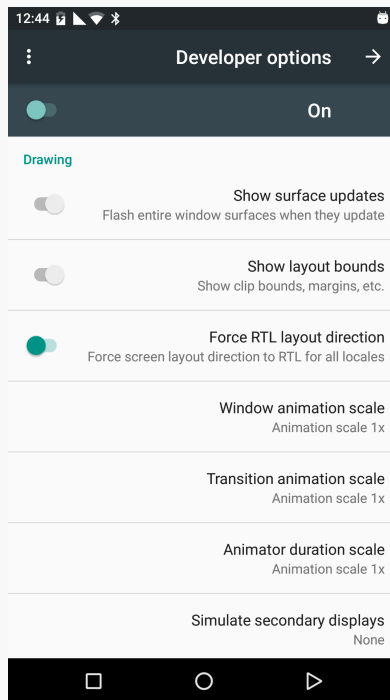 12:44
Developer options
On
Drawing
Show surface updates
Flash entire window surfaces when they update
Show layout bounds
Show clip bounds, margins, etc.
Force RTL layout direction
Force screen layout direction to RTL for all locales
Window animation scale
Animation scale 1x
Transition animation scale
Animation scale 1x
Animator duration scale
Animation scale 1x
Simulate secondary displays
None